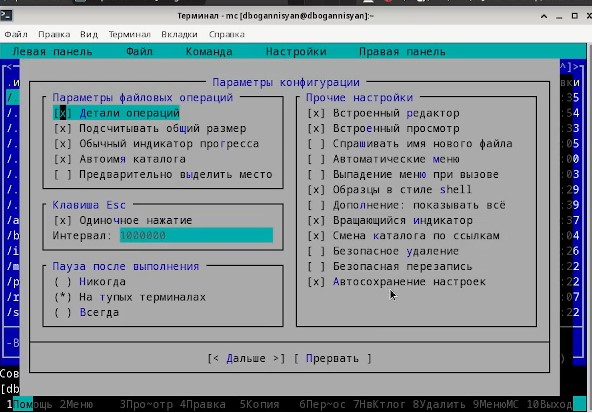 Терминал - mc [dbogannisyan@dbogannisyan]:~
Файл Правка Вид Терминал Вкладки Справка
Левая панель Файл Команда Настройки Правая панель
Параметры конфигурации
Параметры файловых операций
[x] Детали операций
[x] Подсчитывать общий размер
[x] Обычный индикатор прогресса
[x] Автоимя каталога
[ ] Предварительно выделить место
Клавиша Esc
[x] Одиночное нажатие
Интервал: 1000000
Пауза после выполнения
( ) Никогда
(*) На тупых терминалах
( ) Всегда
Прочие настройки
[x] Встроенный редактор
[x] Встроенный просмотр
[ ] Спрашивать имя нового файла
[ ] Автоматические меню
[ ] Выпадение меню при вызове
[x] Образцы в стиле shell
[ ] Дополнение: показывать всё
[x] Вращающийся индикатор
[x] Смена каталога по ссылкам
[ ] Безопасное удаление
[ ] Безопасная перезапись
[x] Автосохранение настроек
[< Дальше >] [ Прервать ]
Сов
[db
1Помощь 2Меню 3Про~отр 4Правка 5Копия 6Пер~ос 7НвКтлог 8Удалить 9МенюМС 10Выход